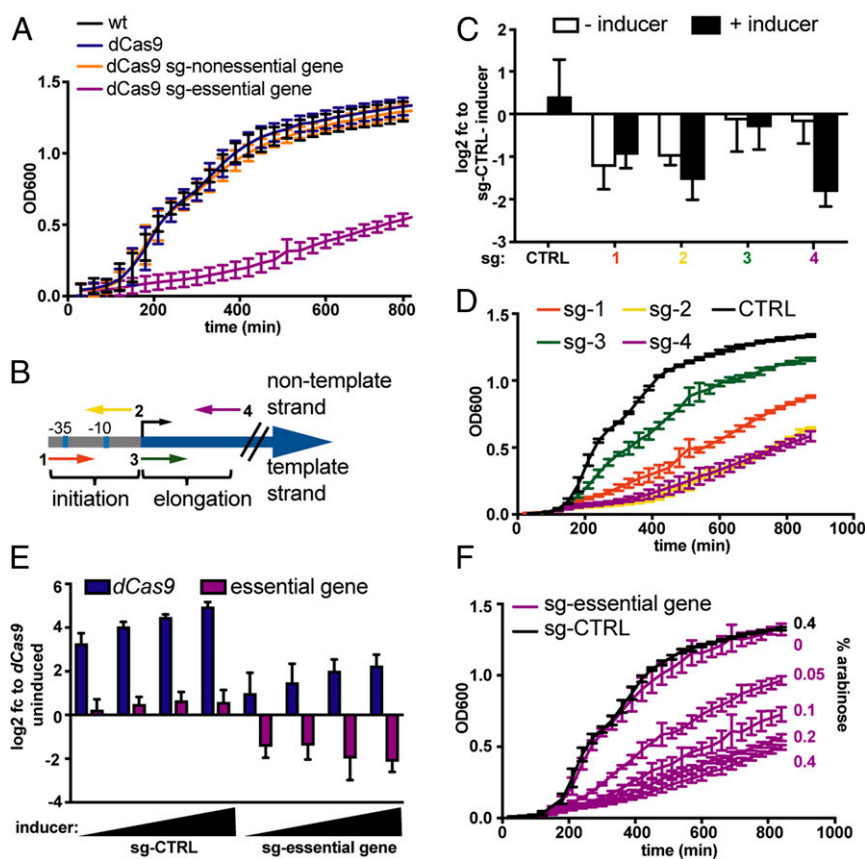 A
wt
dCas9
dCas9 sg-nonessential gene
dCas9 sg-essential gene
OD600
1.5
1.0
0.5
0.0
200 400 600 800
time (min)
B
-35 -10
1 2 3 4
non-template strand
template strand
initiation elongation
C
- inducer + inducer
log2 fc to
sg-CTRL- inducer
2
1
0
-1
-2
-3
sg: CTRL 1 2 3 4
D
sg-1 sg-2 CTRL
sg-3 sg-4
OD600
1.5
1.0
0.5
0.0
0 200 400 600 800 1000
time (min)
E
dCas9 essential gene
log2 fc to dCas9
uninduced
6
4
2
0
-2
-4
inducer:
sg-CTRL sg-essential gene
F
sg-essential gene
sg-CTRL
OD600
1.5
1.0
0.5
0.0
0 200 400 600 800 1000
time (min)
0.4
0
0.05
0.1
0.2
0.4
% arabinose